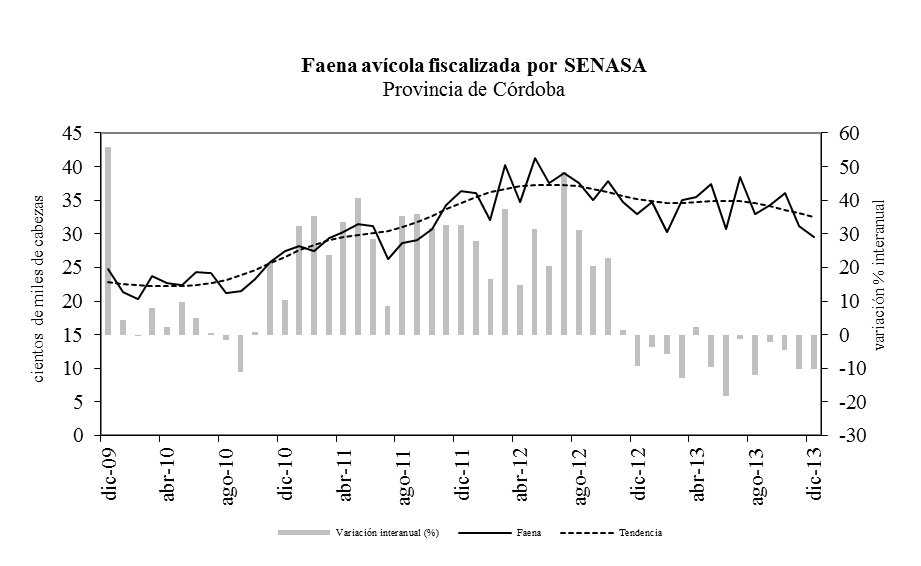 Faena avícola fiscalizada por SENASA
Provincia de Córdoba
cientos de miles de cabezas
45
40
35
30
25
20
15
10
5
0
60
50
40
30
20
10
0
-10
-20
-30
variación % interanual
dic-09
abr-10
ago-10
dic-10
abr-11
ago-11
dic-11
abr-12
ago-12
dic-12
abr-13
ago-13
dic-13
Variación interanual (%) Faena Tendencia